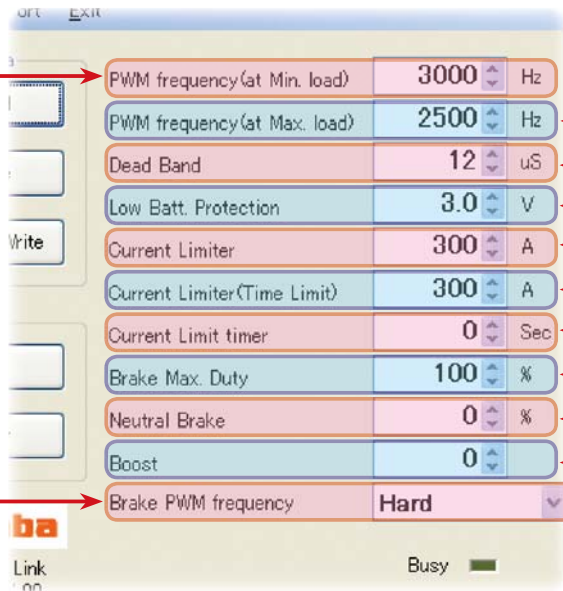 Exit
PWM frequency(at Min. load) 3000 Hz
PWM frequency(at Max. load) 2500 Hz
Dead Band 12 uS
Low Batt. Protection 3.0 V
Write
Current Limiter 300 A
Current Limiter(Time Limit) 300 A
Current Limit timer 0 Sec
Brake Max. Duty 100 %
Neutral Brake 0 %
Boost 0
Brake PWM frequency Hard
ba
Link
Busy